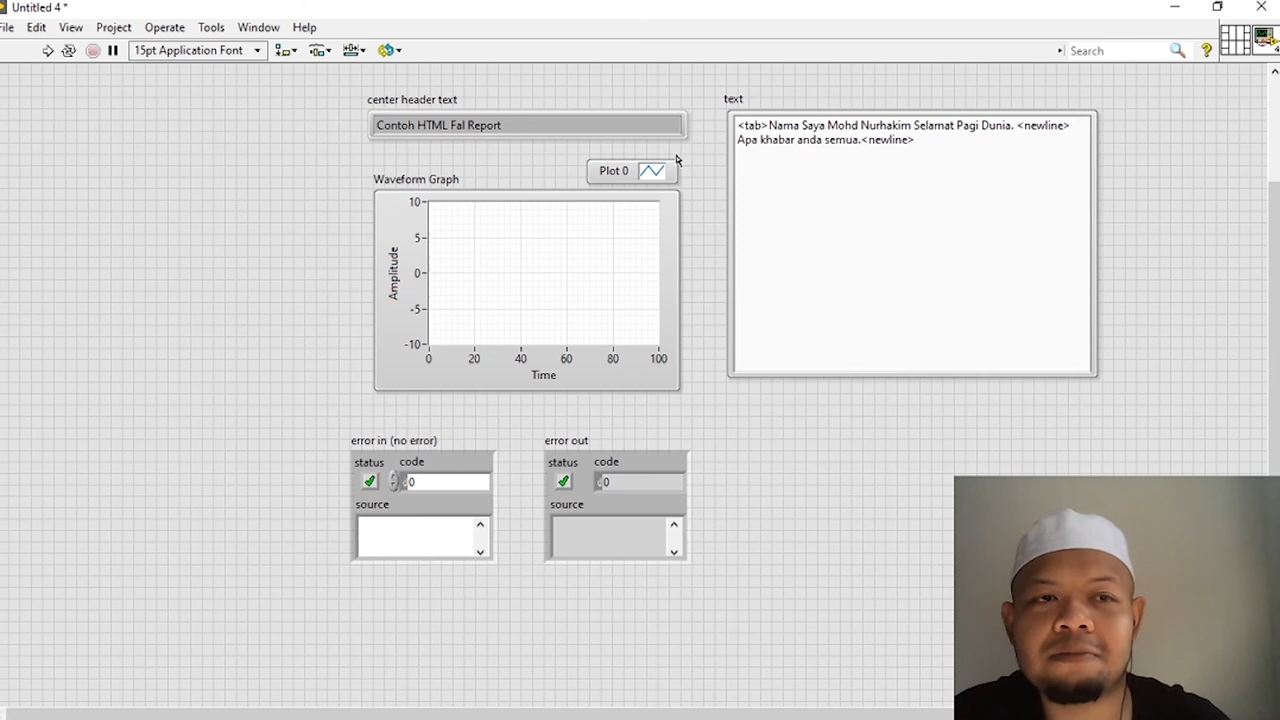 Untitled 4 *
File Edit View Project Operate Tools Window Help
15pt Application Font
Search
?
center header text
Contoh HTML Fal Report
text
<tab>Nama Saya Mohd Nurhakim Selamat Pagi Dunia. <newline>
Apa khabar anda semua.<newline>
Plot 0
Waveform Graph
10
5
0
-5
-10
Amplitude
0 20 40 60 80 100
Time
error in (no error)
status code
0
source
error out
status code
0
source